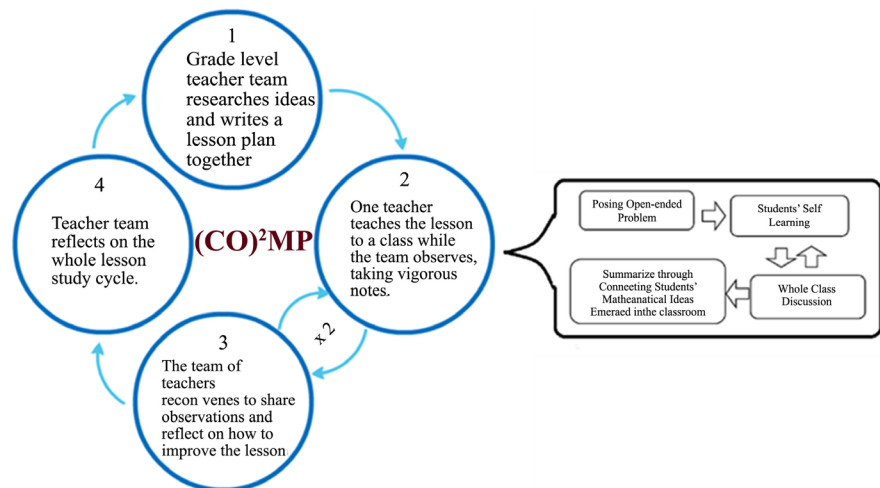 1
Grade level
teacher team
researches ideas
and writes a
lesson plan
together
2
One teacher
teaches the lesson
to a class while
the team observes,
taking vigorous
notes.
3
The team of
teachers
recon venes to share
observations and
reflect on how to
improve the lesson.
4
Teacher team
reflects on the
whole lesson
study cycle.
(CO)²MP
x 2
Posing Open-ended
Problem
Students' Self
Learning
Whole Class
Discussion
Summarize through
Conneeting Students'
Matheanatical Ideas
Emeraed inthe classroom